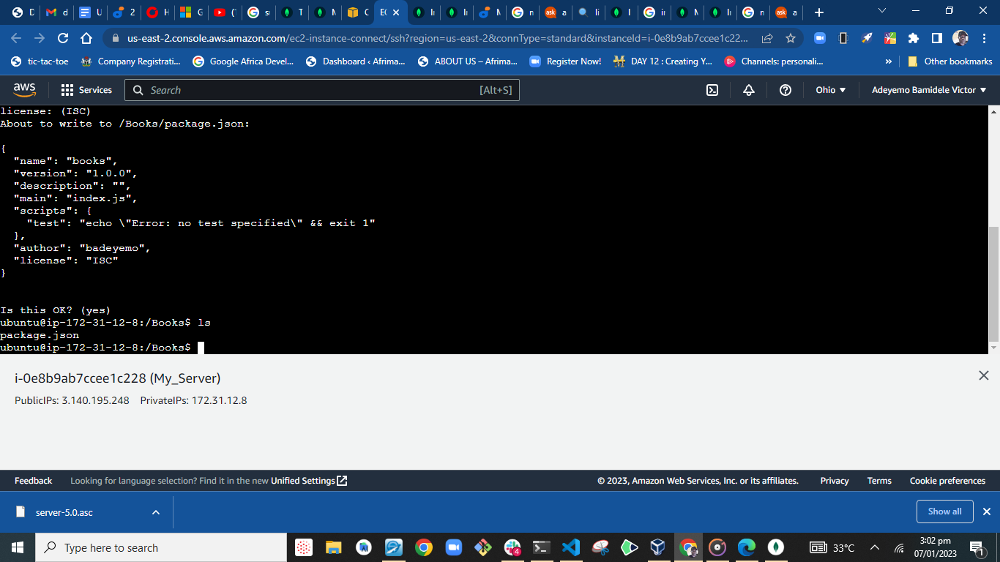 us-east-2.console.aws.amazon.com/ec2-instance-connect/ssh?region=us-east-2&connType=standard&instanceId=i-0e8b9ab7ccee1c22...
tic-tac-toe Company Registrati... Google Africa Devel... Dashboard ‹ Afrima... ABOUT US – Afrima... Register Now! DAY 12 : Creating Y... Channels: personali... » Other bookmarks
aws Services Search [Alt+S] Ohio Adeyemo Bamidele Victor
license: (ISC)
About to write to /Books/package.json:
{
"name": "books",
"version": "1.0.0",
"description": "",
"main": "index.js",
"scripts": {
"test": "echo \"Error: no test specified\" && exit 1"
},
"author": "badeyemo",
"license": "ISC"
}
Is this OK? (yes)
ubuntu@ip-172-31-12-8:/Books$ ls
package.json
ubuntu@ip-172-31-12-8:/Books$
i-0e8b9ab7ccee1c228 (My_Server)
PublicIPs: 3.140.195.248 PrivateIPs: 172.31.12.8
Feedback Looking for language selection? Find it in the new Unified Settings © 2023, Amazon Web Services, Inc. or its affiliates. Privacy Terms Cookie preferences
server-5.0.asc Show all
Type here to search 4 33°C 3:02 pm
07/01/2023 1